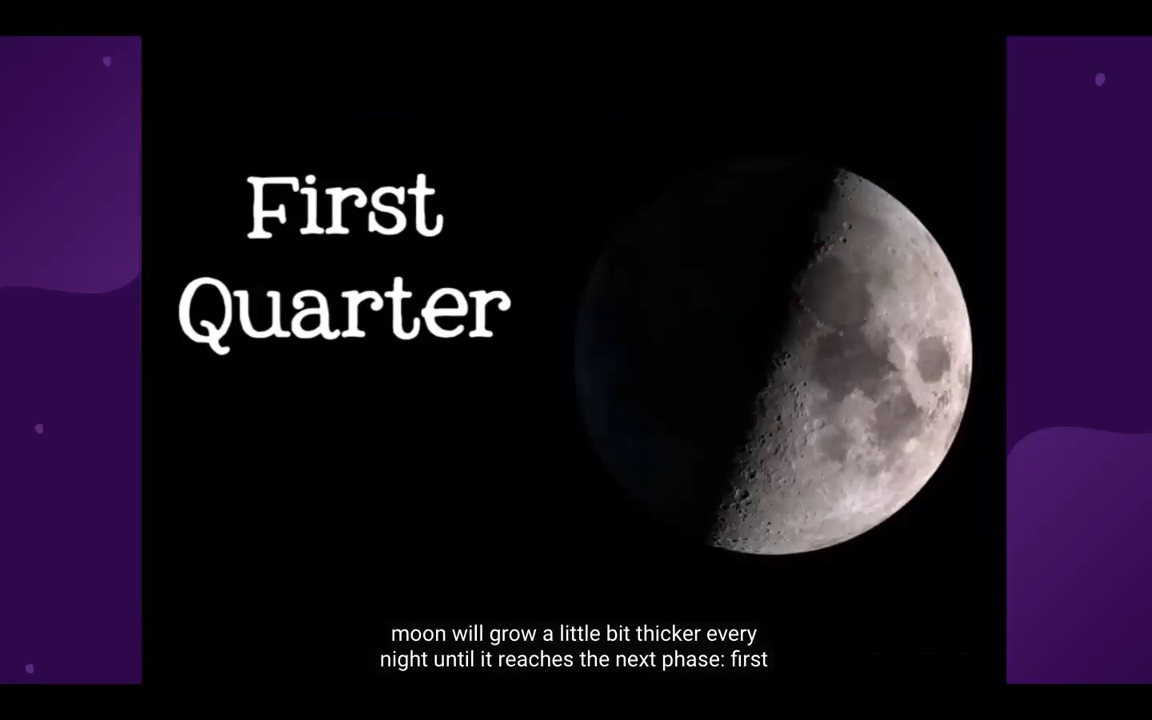 First
Quarter
moon will grow a little bit thicker every
night until it reaches the next phase: first